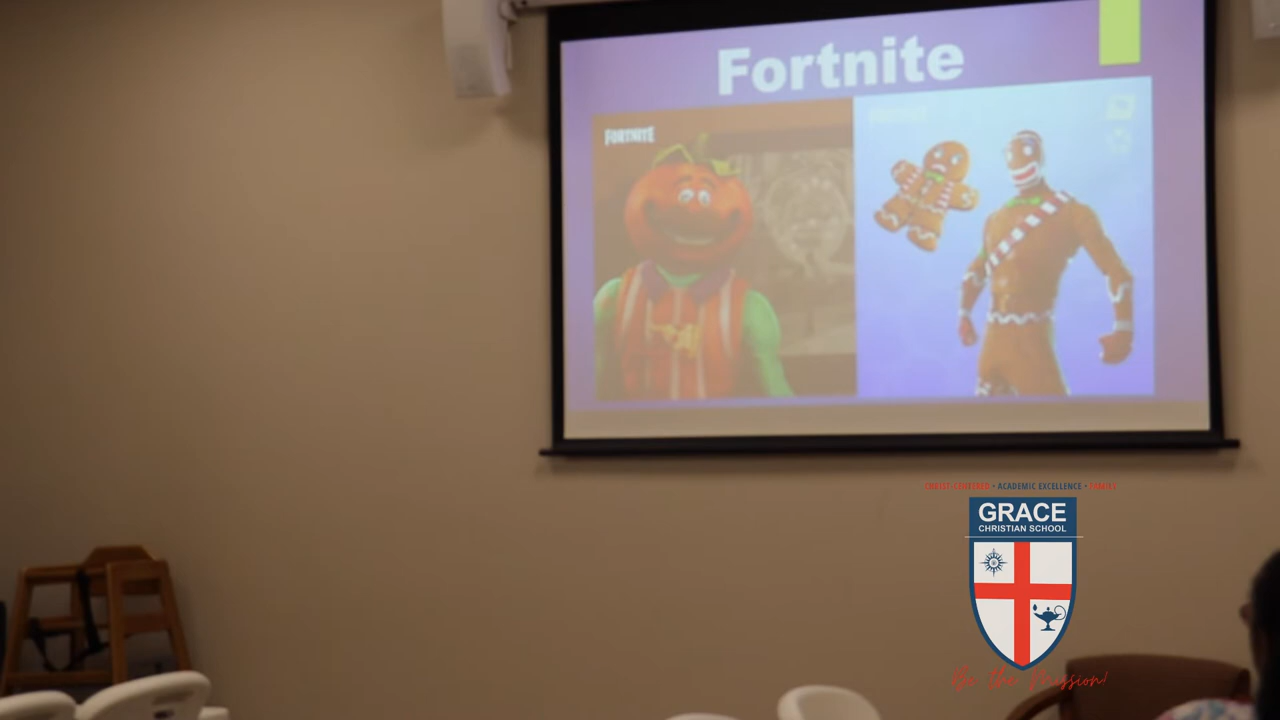 Fortnite
FORTNITE
CHRIST-CENTERED • ACADEMIC EXCELLENCE • FAMILY
GRACE
CHRISTIAN SCHOOL
On the Mission!